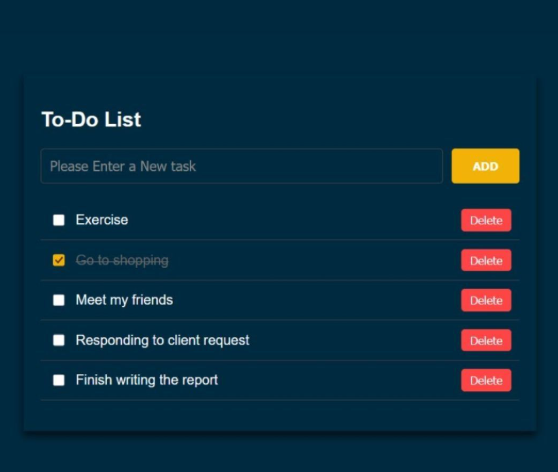 To-Do List
Please Enter a New task ADD
Exercise Delete
Go to shopping Delete
Meet my friends Delete
Responding to client request Delete
Finish writing the report Delete